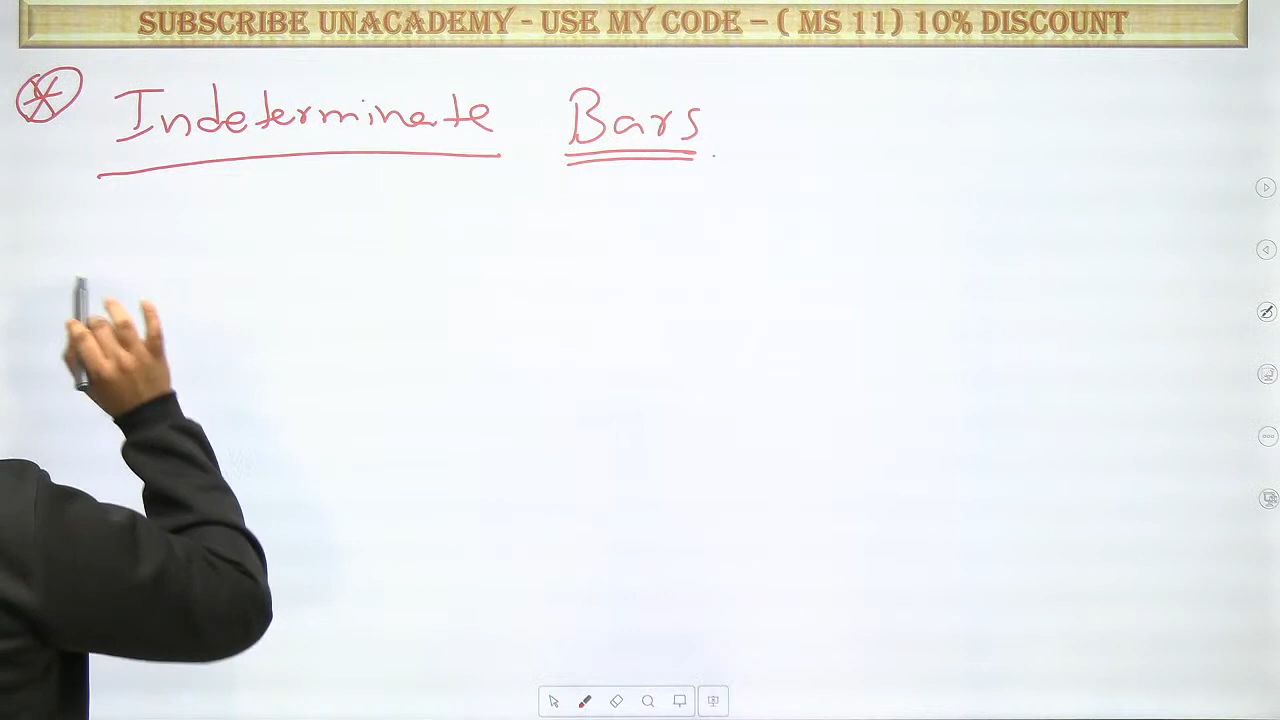 SUBSCRIBE UNACADEMY - USE MY CODE – ( MS 11) 10% DISCOUNT
Indeterminate Bars.